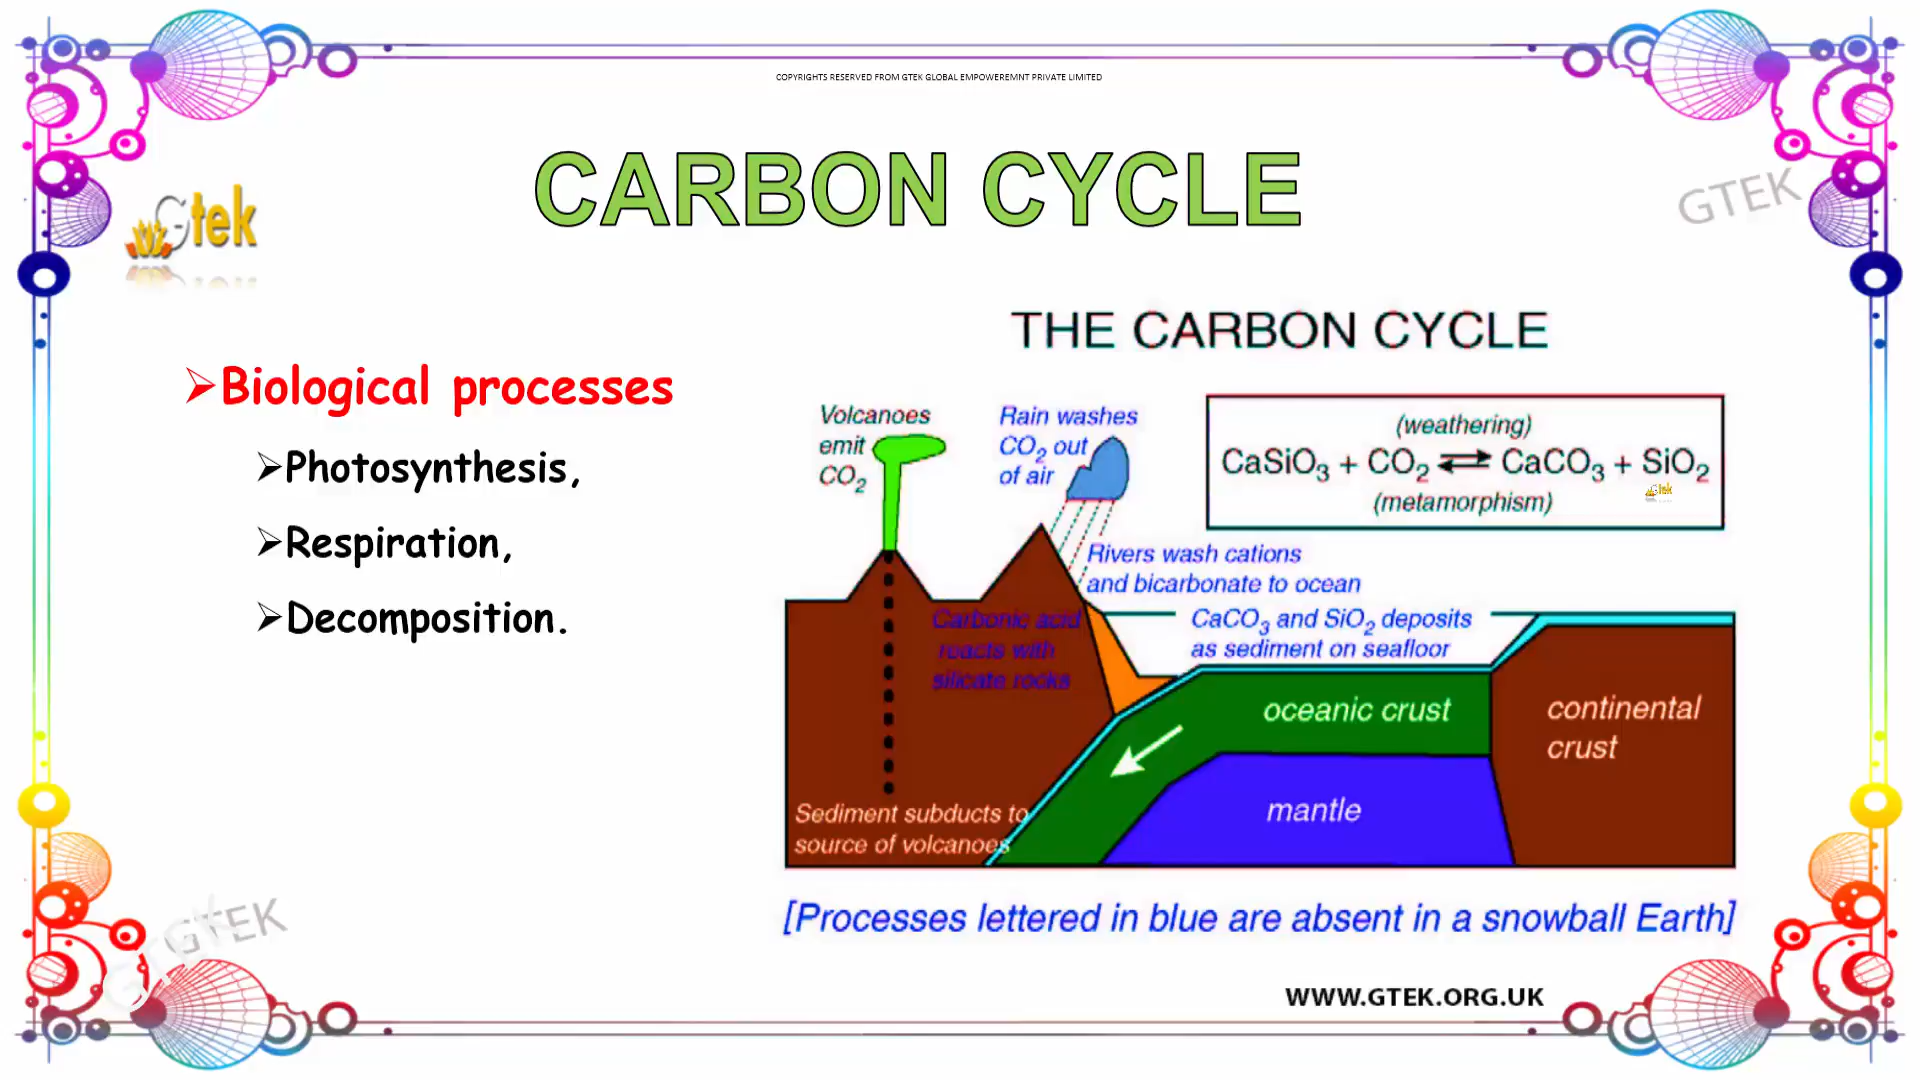 COPYRIGHTS RESERVED FROM GTEK GLOBAL EMPOWEREMNT PRIVATE LIMITED
CARBON CYCLE
Gtek
GTEK
➢Biological processes
➢Photosynthesis,
➢Respiration,
➢Decomposition.
THE CARBON CYCLE
Volcanoes
emit
CO₂
Rain washes
CO₂ out
of air
(weathering)
CaSiO₃ + CO₂ ⇌ CaCO₃ + SiO₂
(metamorphism)
Gtek
Rivers wash cations
and bicarbonate to ocean
Carbonic acid
reacts with
silicate rocks
CaCO₃ and SiO₂ deposits
as sediment on seafloor
oceanic crust
continental
crust
mantle
Sediment subducts to
source of volcanoes
[Processes lettered in blue are absent in a snowball Earth]
GTEK
WWW.GTEK.ORG.UK